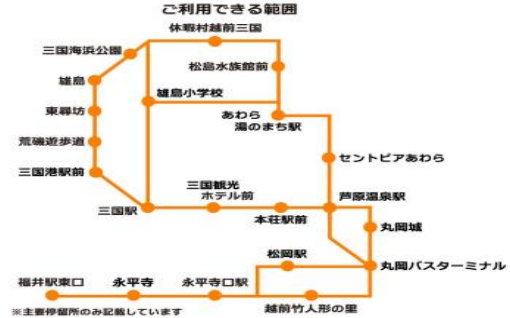 ご利用できる範囲
休暇村越前三国
三国海浜公園
松島水族館前
雄島
雄島小学校
東尋坊
あわら
湯のまち駅
荒磯遊歩道
セントピアあわら
三国港駅前
三国観光
ホテル前
芦原温泉駅
三国駅
本荘駅前
丸岡城
松岡駅
丸岡バスターミナル
福井駅東口
永平寺
永平寺口駅
越前竹人形の里
※主要停留所のみ記載しています